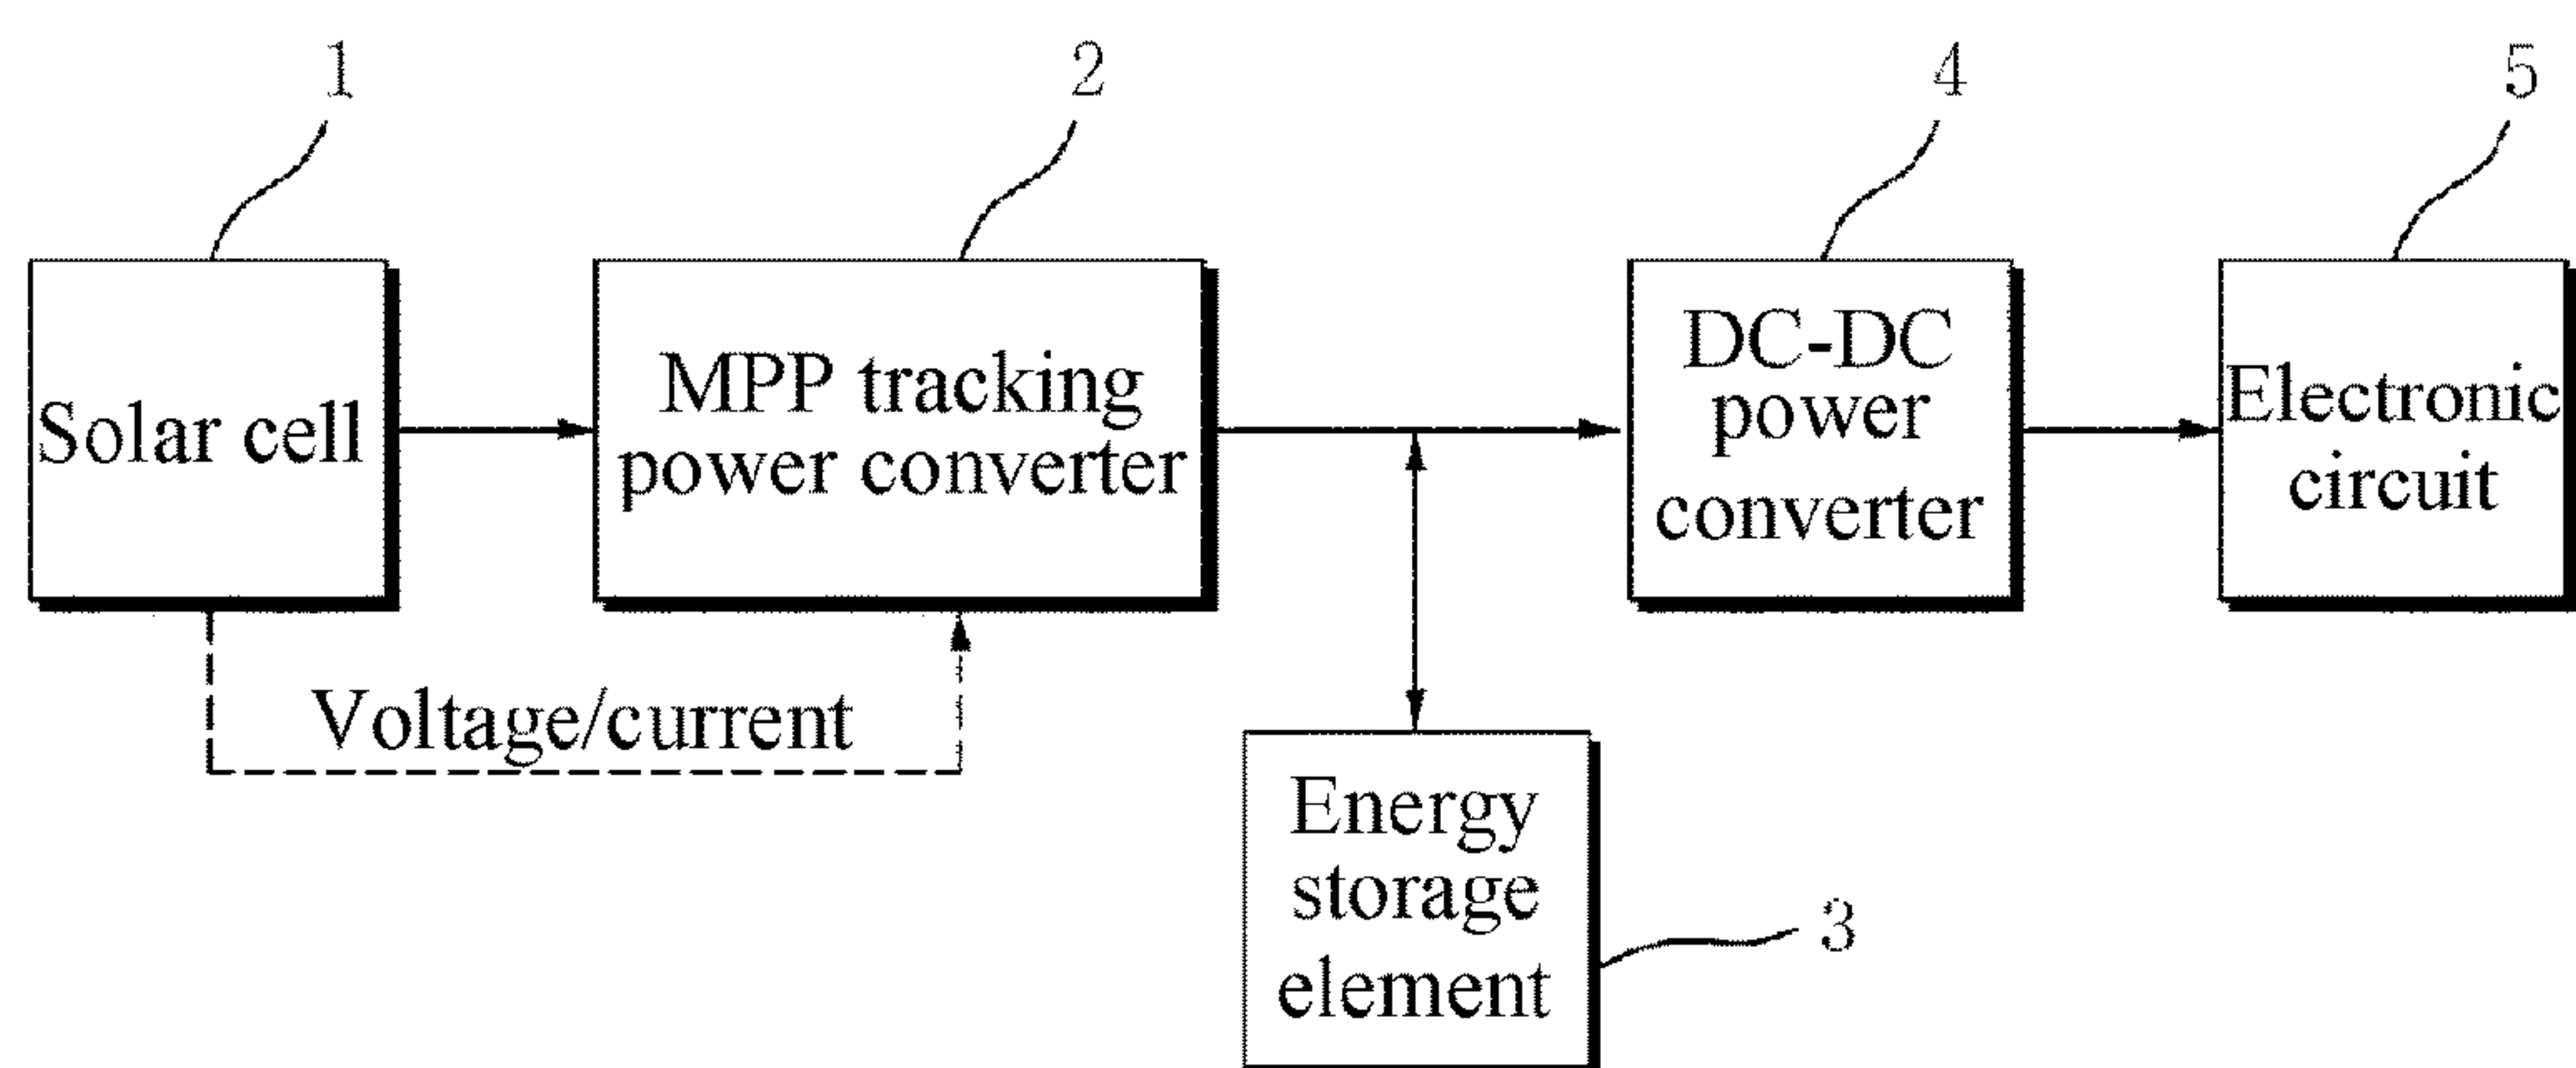 1
2
4
5
Solar cell
MPP tracking
power converter
DC-DC
power
converter
Electronic
circuit
Voltage/current
Energy
storage
element
3